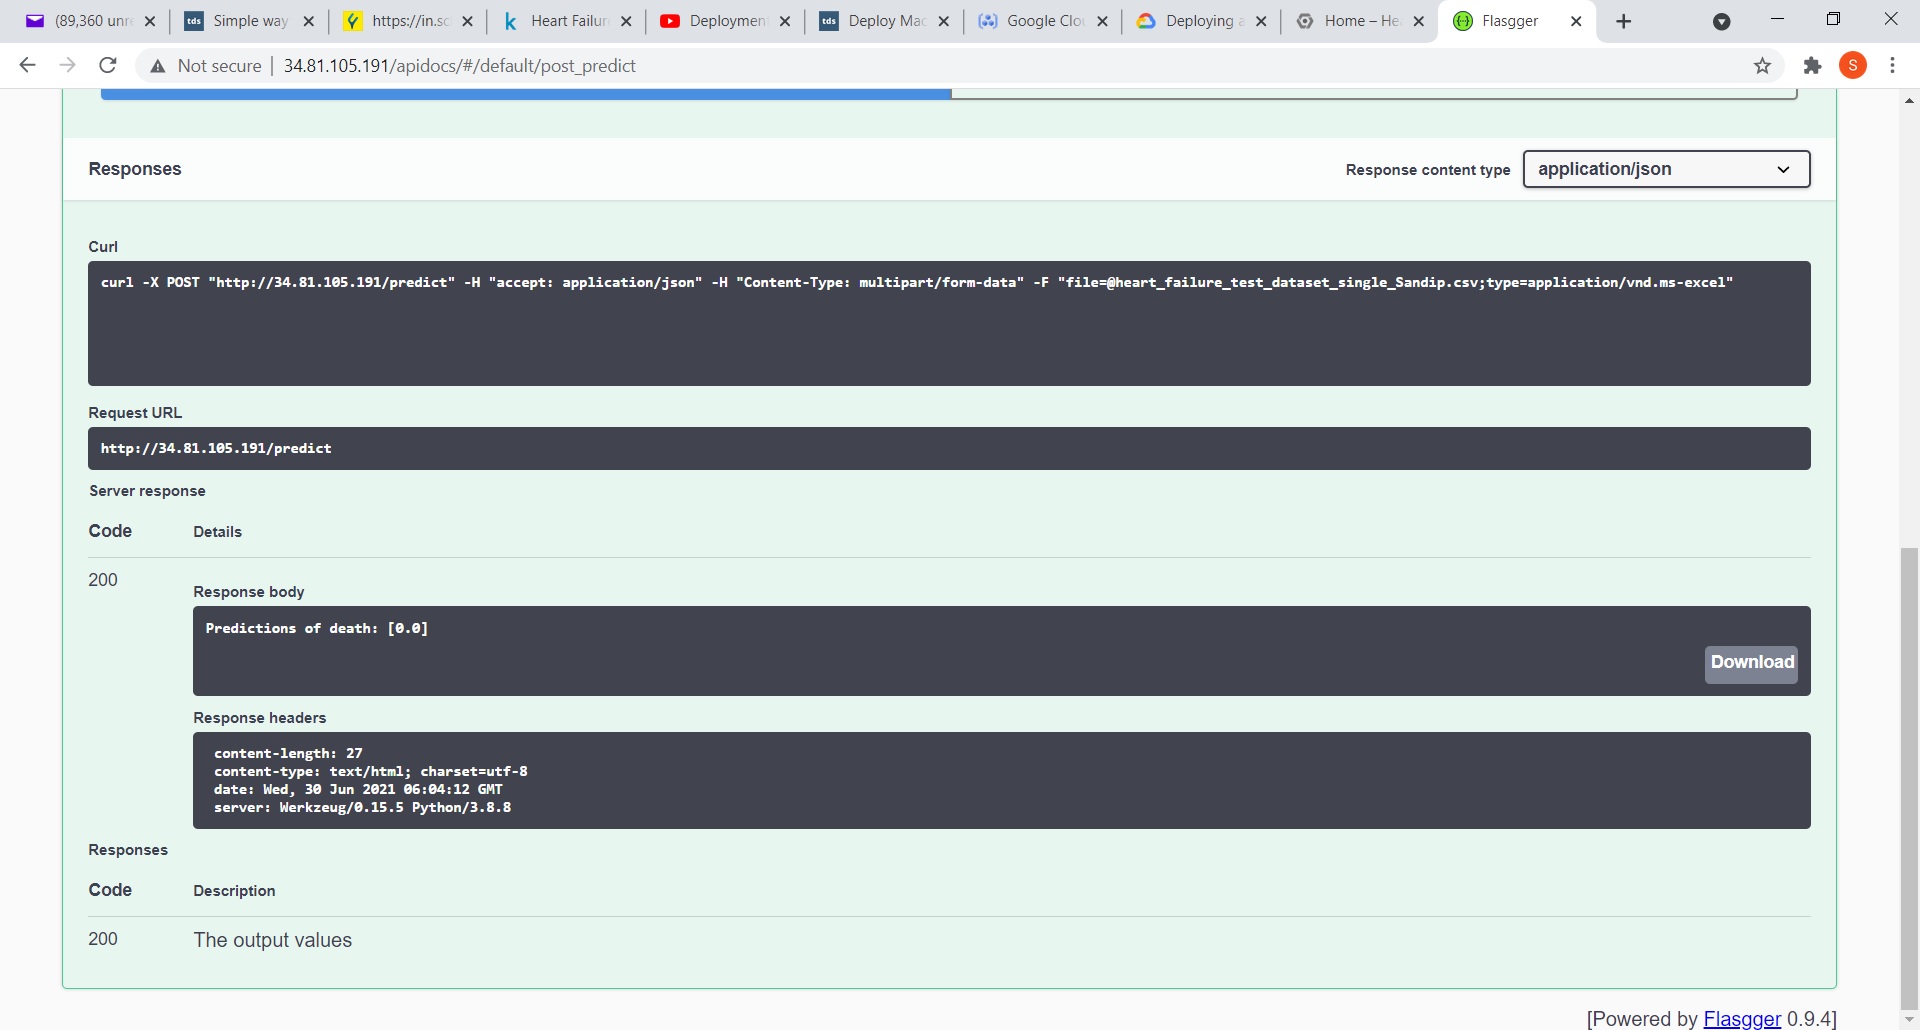 (89,360 unre
Simple way
https://in.sc
Heart Failur
Deploymen
Deploy Mac
Google Clou
Deploying a
Home – He
Flasgger
Not secure
34.81.105.191/apidocs/#/default/post_predict
S
Responses
Response content type
application/json
Curl
curl -X POST "http://34.81.105.191/predict" -H "accept: application/json" -H "Content-Type: multipart/form-data" -F "file=@heart_failure_test_dataset_single_Sandip.csv;type=application/vnd.ms-excel"
Request URL
http://34.81.105.191/predict
Server response
Code Details
200
Response body
Predictions of death: [0.0]
Download
Response headers
content-length: 27
content-type: text/html; charset=utf-8
date: Wed, 30 Jun 2021 06:04:12 GMT
server: Werkzeug/0.15.5 Python/3.8.8
Responses
Code Description
200 The output values
[Powered by Flasgger 0.9.4]